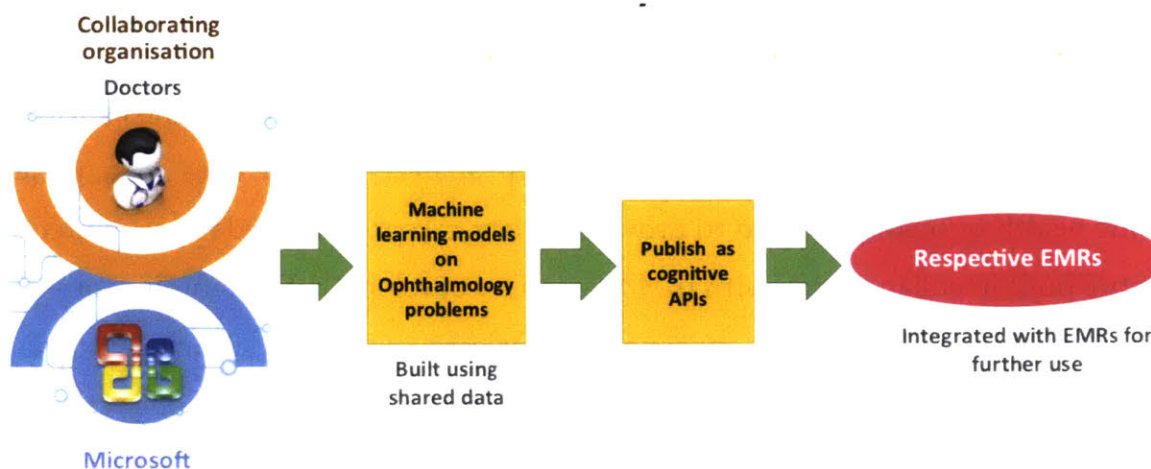 Collaborating
organisation
Doctors
Microsoft
Machine
learning models
on
Ophthalmology
problems
Built using
shared data
Publish as
cognitive
APIs
Respective EMRs
Integrated with EMRs for
further use